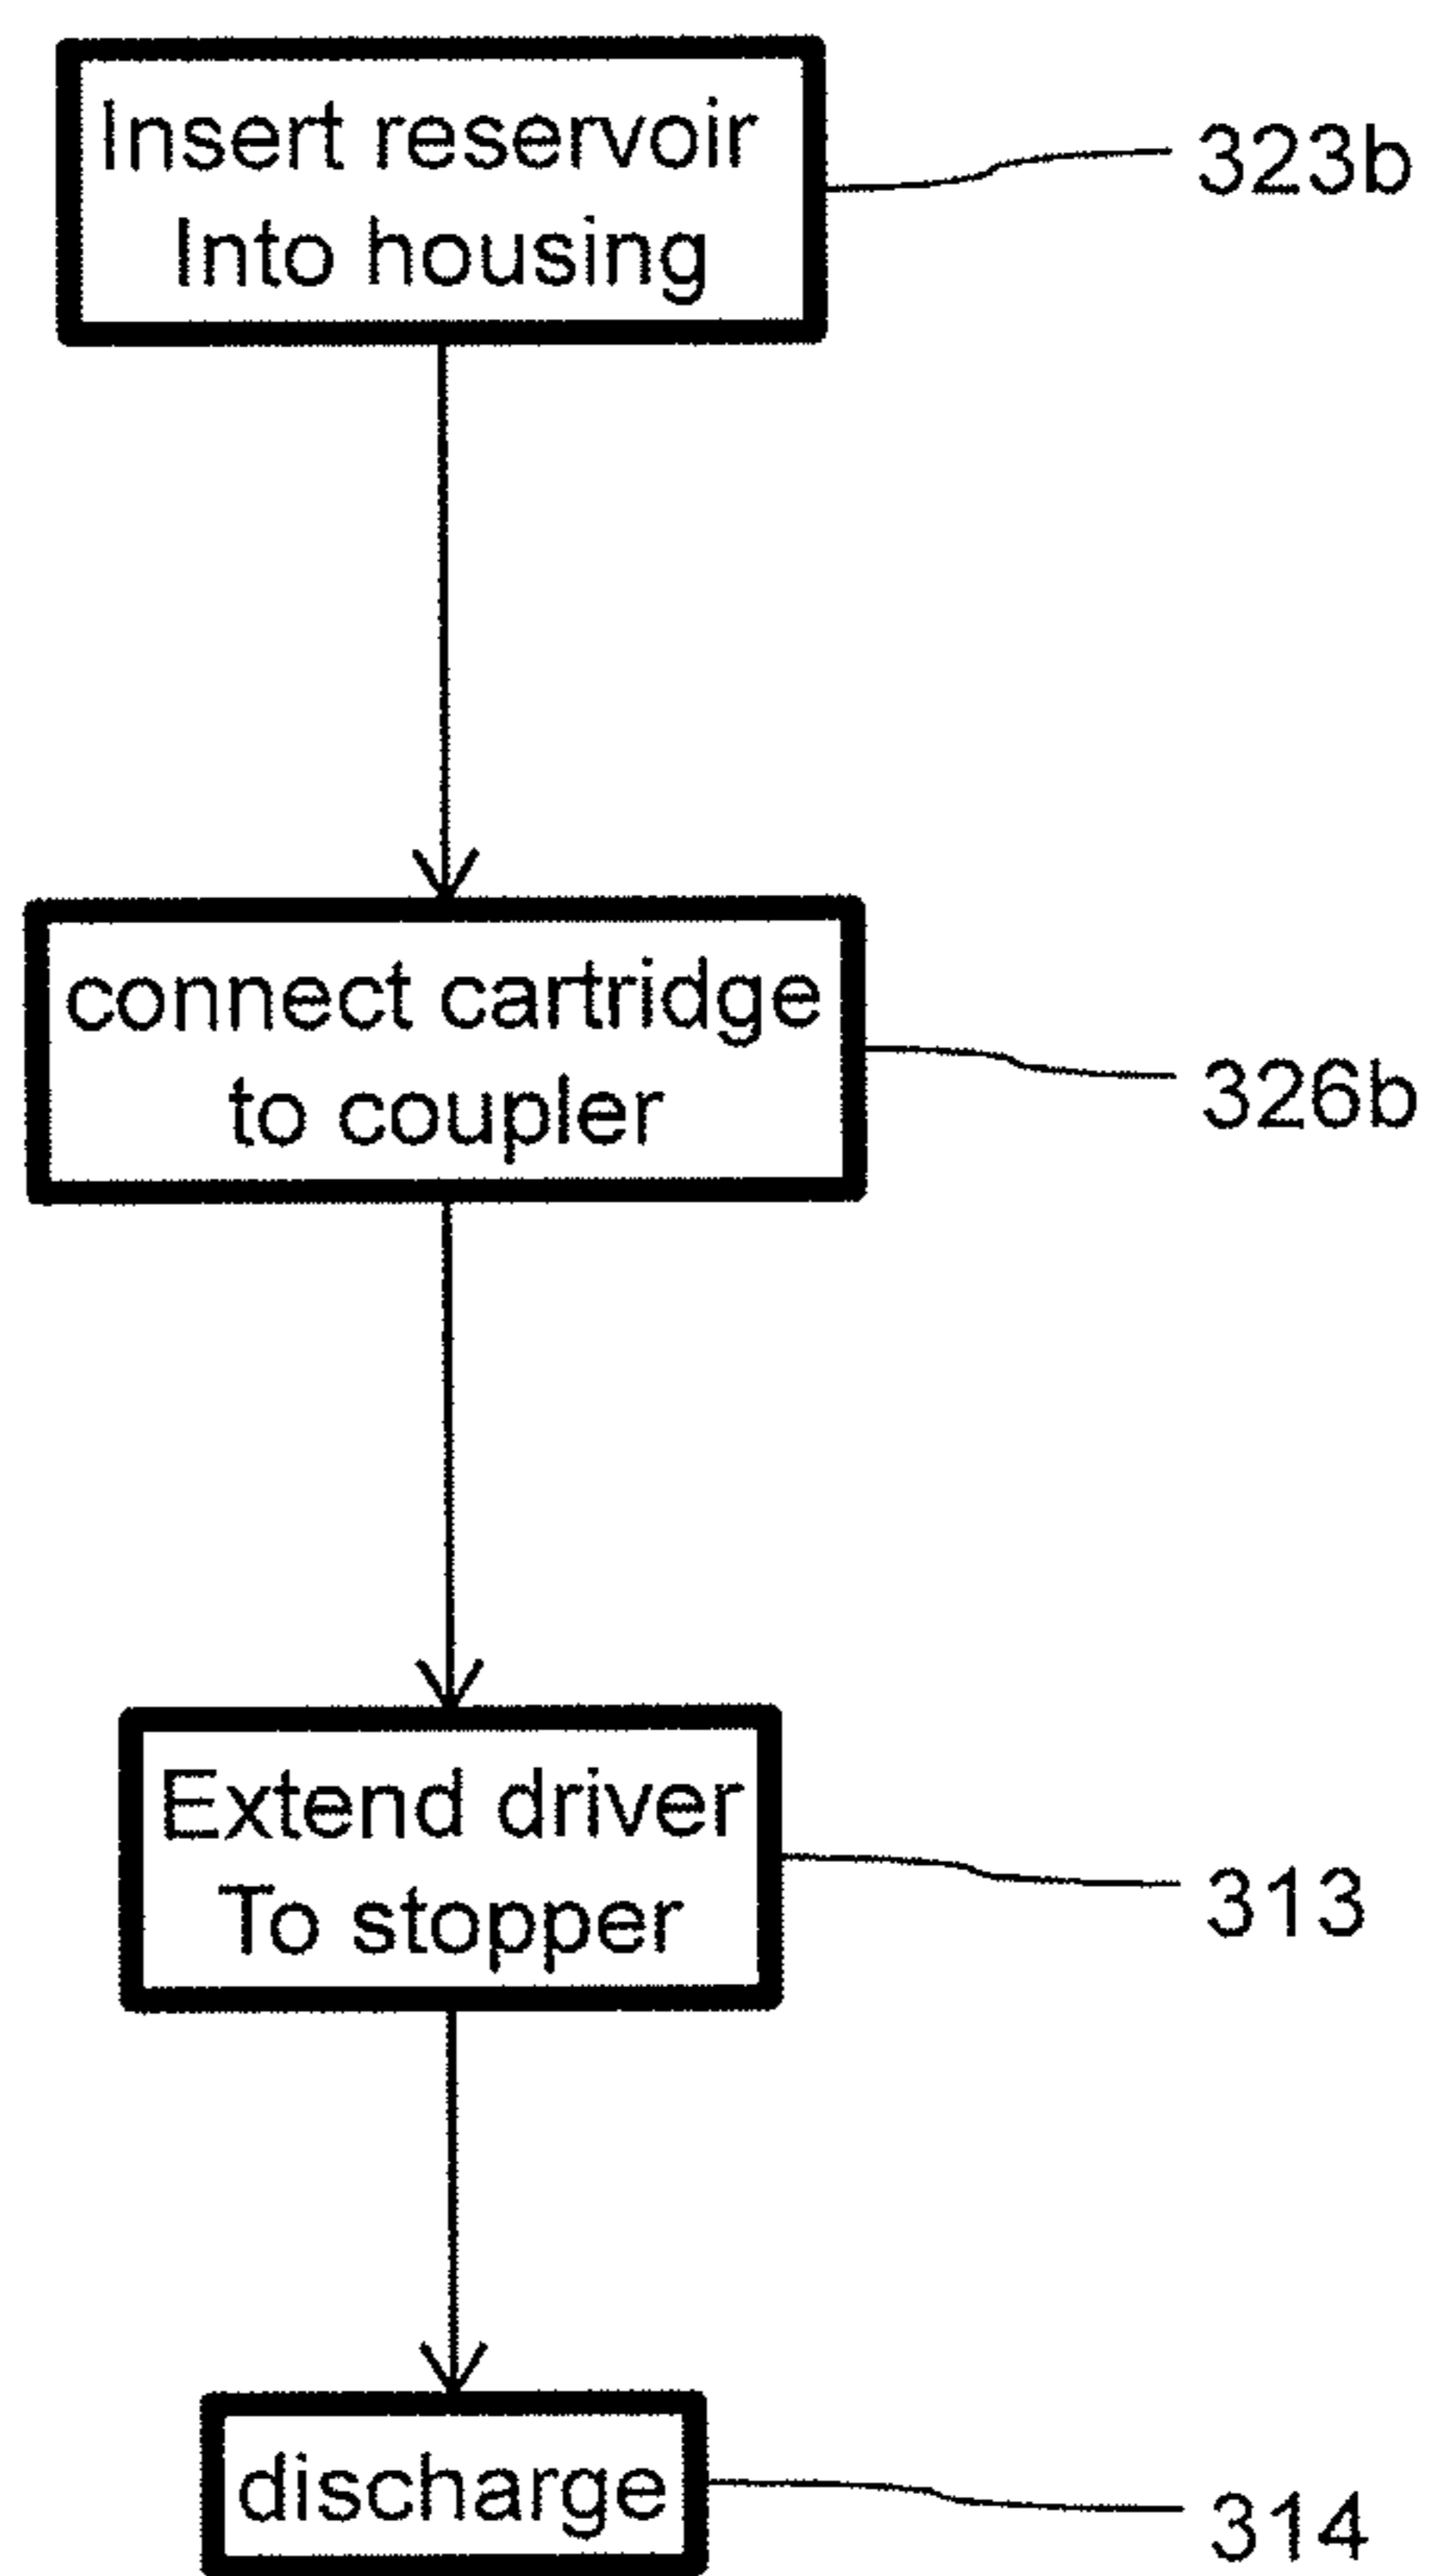 Insert reservoir
Into housing
323b
connect cartridge
to coupler
326b
Extend driver
To stopper
313
discharge
314